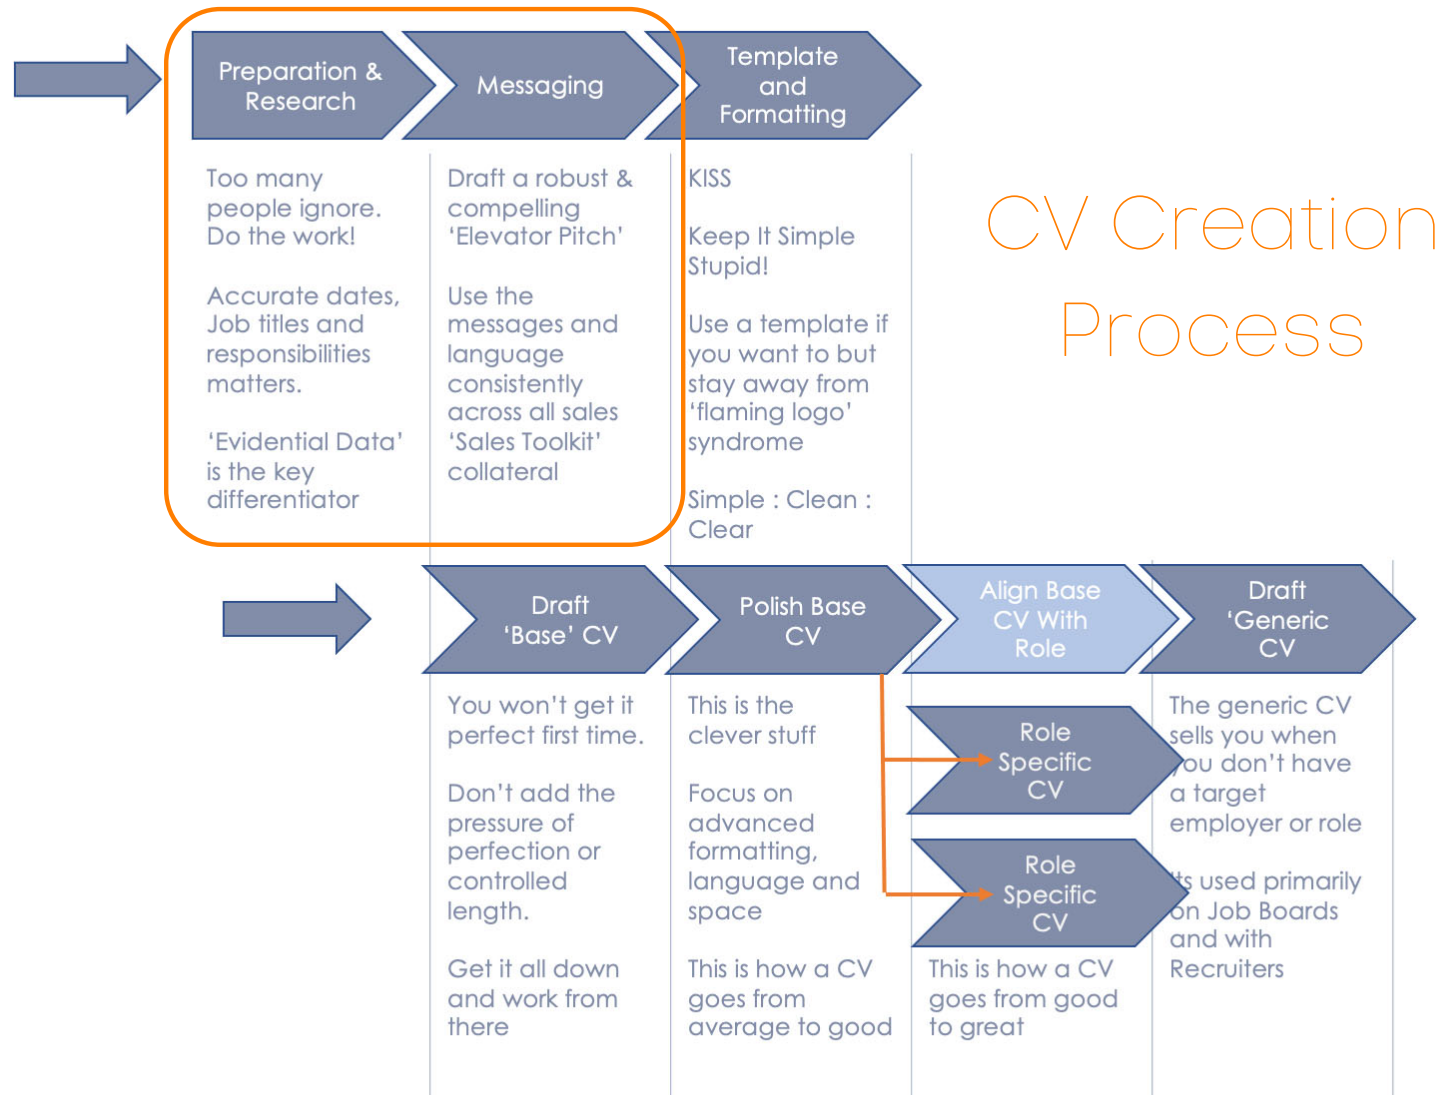 Preparation &
Research
Messaging
Template
and
Formatting
Too many
people ignore.
Do the work!
Accurate dates,
Job titles and
responsibilities
matters.
‘Evidential Data’
is the key
differentiator
Draft a robust &
compelling
‘Elevator Pitch’
Use the
messages and
language
consistently
across all sales
‘Sales Toolkit’
collateral
KISS
Keep It Simple
Stupid!
Use a template if
you want to but
stay away from
‘flaming logo’
syndrome
Simple : Clean :
Clear
CV Creation
Process
Draft
‘Base’ CV
Polish Base
CV
Align Base
CV With
Role
Draft
‘Generic
CV
You won’t get it
perfect first time.
Don’t add the
pressure of
perfection or
controlled
length.
Get it all down
and work from
there
This is the
clever stuff
Focus on
advanced
formatting,
language and
space
This is how a CV
goes from
average to good
Role
Specific
CV
Role
Specific
CV
This is how a CV
goes from good
to great
The generic CV
sells you when
you don’t have
a target
employer or role
Its used primarily
on Job Boards
and with
Recruiters